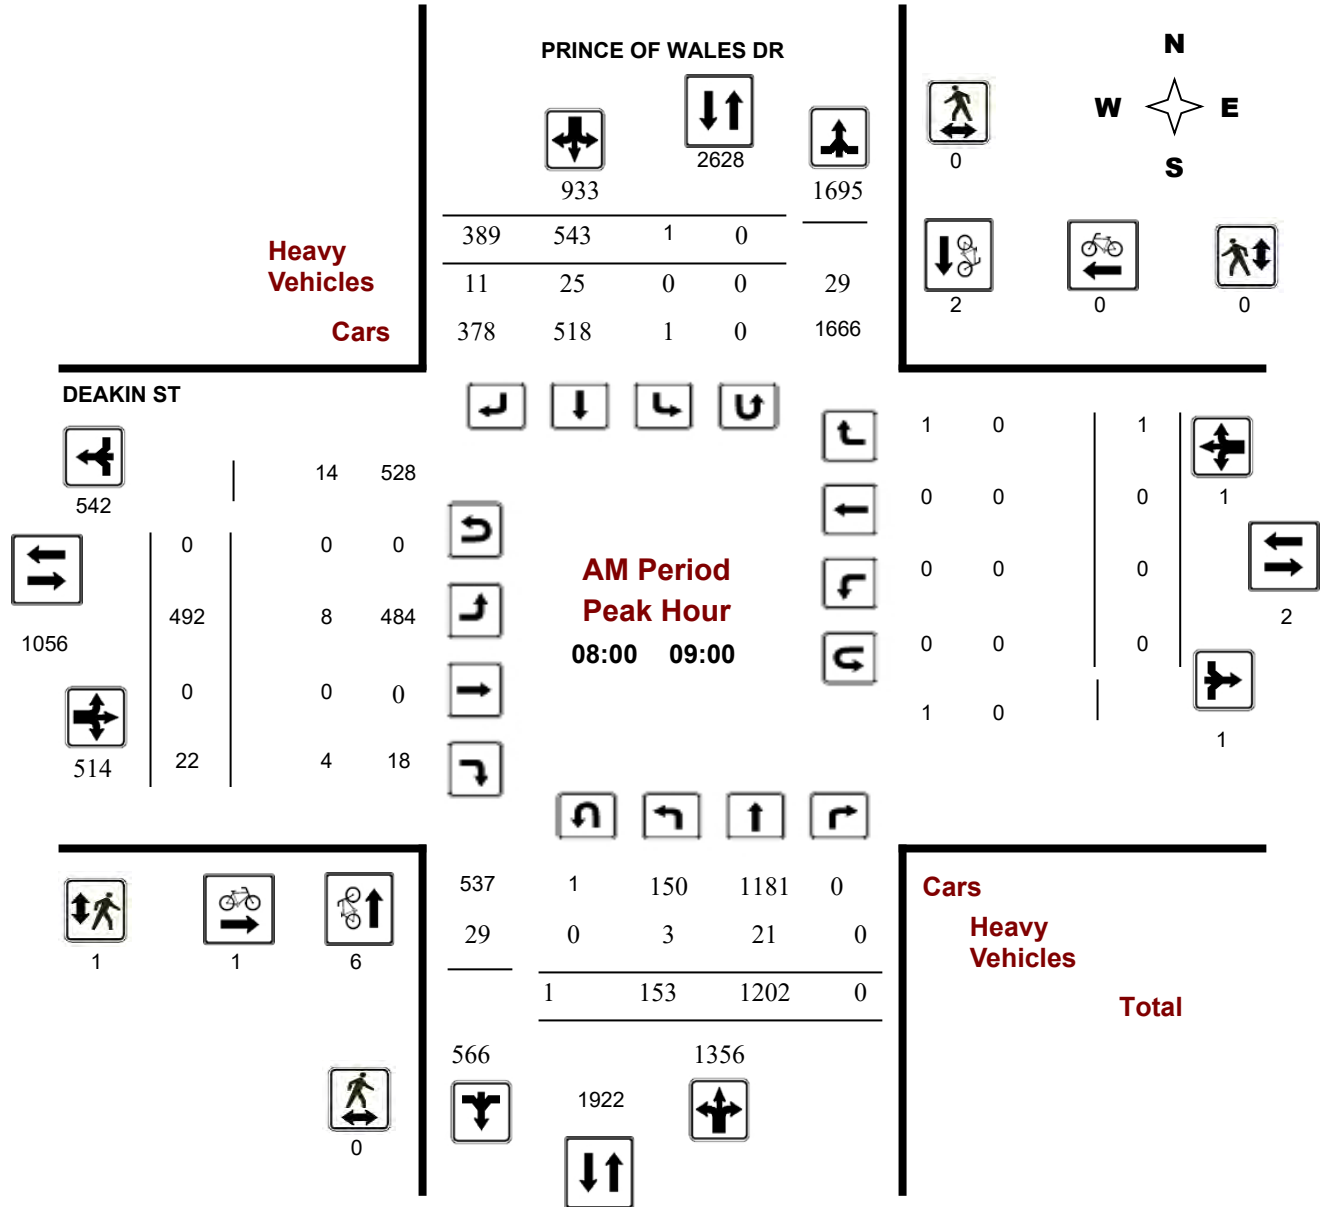 PRINCE OF WALES DR
N
W E
S
2628
933 1695
0
389 543 1 0
Heavy
Vehicles
11 25 0 0 29
2 0 0
Cars
378 518 1 0 1666
DEAKIN ST
1 0 1
14 528
542
0 0 0 1
0 0 0
AM Period
Peak Hour
08:00 09:00
0 0 0
492 8 484
2
1056
0 0 0
0 0 0
1 0
1
514
22 4 18
537 1 150 1181 0
Cars
29 0 3 21 0
Heavy
Vehicles
1 1 6
1 153 1202 0
Total
566 1356
1922
0